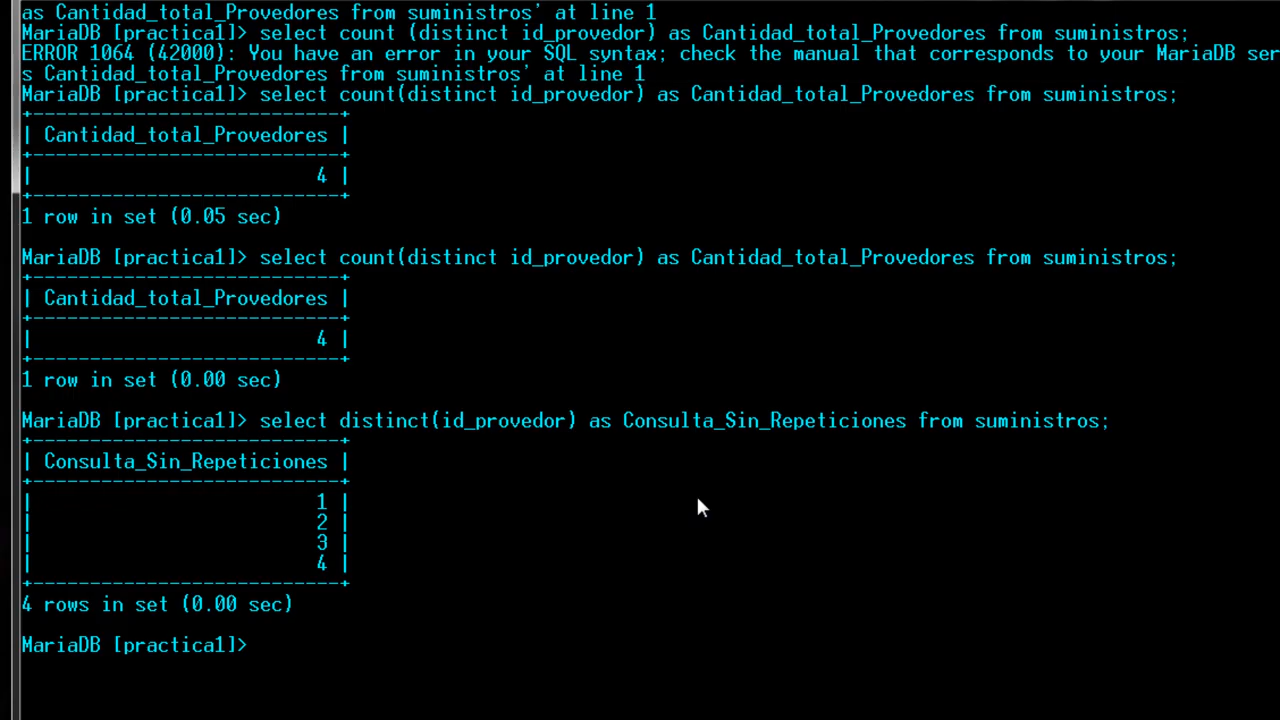 as Cantidad_total_Provedores from suministros' at line 1
MariaDB [practica1]> select count (distinct id_provedor) as Cantidad_total_Provedores from suministros;
ERROR 1064 (42000): You have an error in your SQL syntax; check the manual that corresponds to your MariaDB ser
s Cantidad_total_Provedores from suministros' at line 1
MariaDB [practica1]> select count(distinct id_provedor) as Cantidad_total_Provedores from suministros;
+---------------------------+
| Cantidad_total_Provedores |
+---------------------------+
|                         4 |
+---------------------------+
1 row in set (0.05 sec)
MariaDB [practica1]> select count(distinct id_provedor) as Cantidad_total_Provedores from suministros;
+---------------------------+
| Cantidad_total_Provedores |
+---------------------------+
|                         4 |
+---------------------------+
1 row in set (0.00 sec)
MariaDB [practica1]> select distinct(id_provedor) as Consulta_Sin_Repeticiones from suministros;
+---------------------------+
| Consulta_Sin_Repeticiones |
+---------------------------+
|                         1 |
|                         2 |
|                         3 |
|                         4 |
+---------------------------+
4 rows in set (0.00 sec)
MariaDB [practica1]>